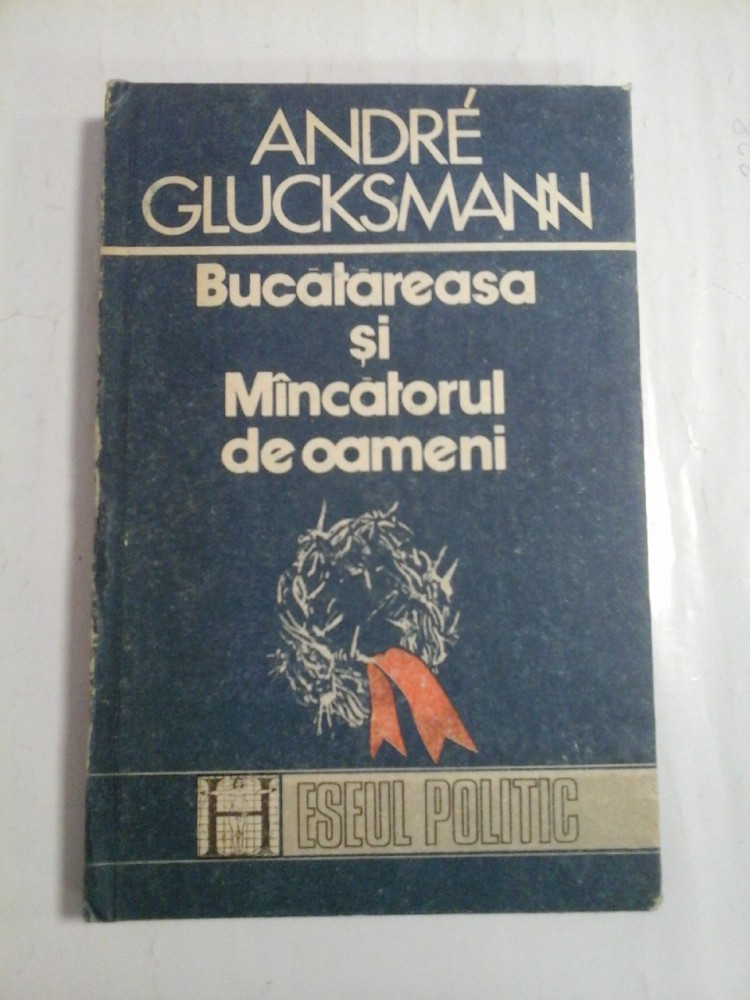 ANDRÉ
GLUCKSMANN
Bucătăreasa
și
Mîncătorul
de oameni
H ESEUL POLITIC